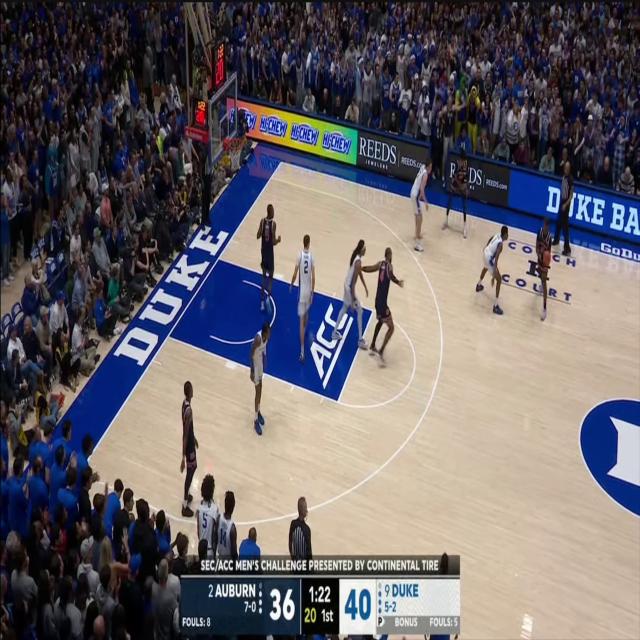 HI-CHEW HI-CHEW HI-CHEW
REEDS
JEWELERS
REEDS.com
REEDS
REEDS.com
DUKE BA
GoDu
COACH
K
COURT
DUKE
ACC
2
5
SEC/ACC MEN'S CHALLENGE PRESENTED BY CONTINENTAL TIRE
2 AUBURN 36 1:22 40 9 DUKE
7-0 20 1st 5-2
FOULS: 8 P BONUS FOULS: 5